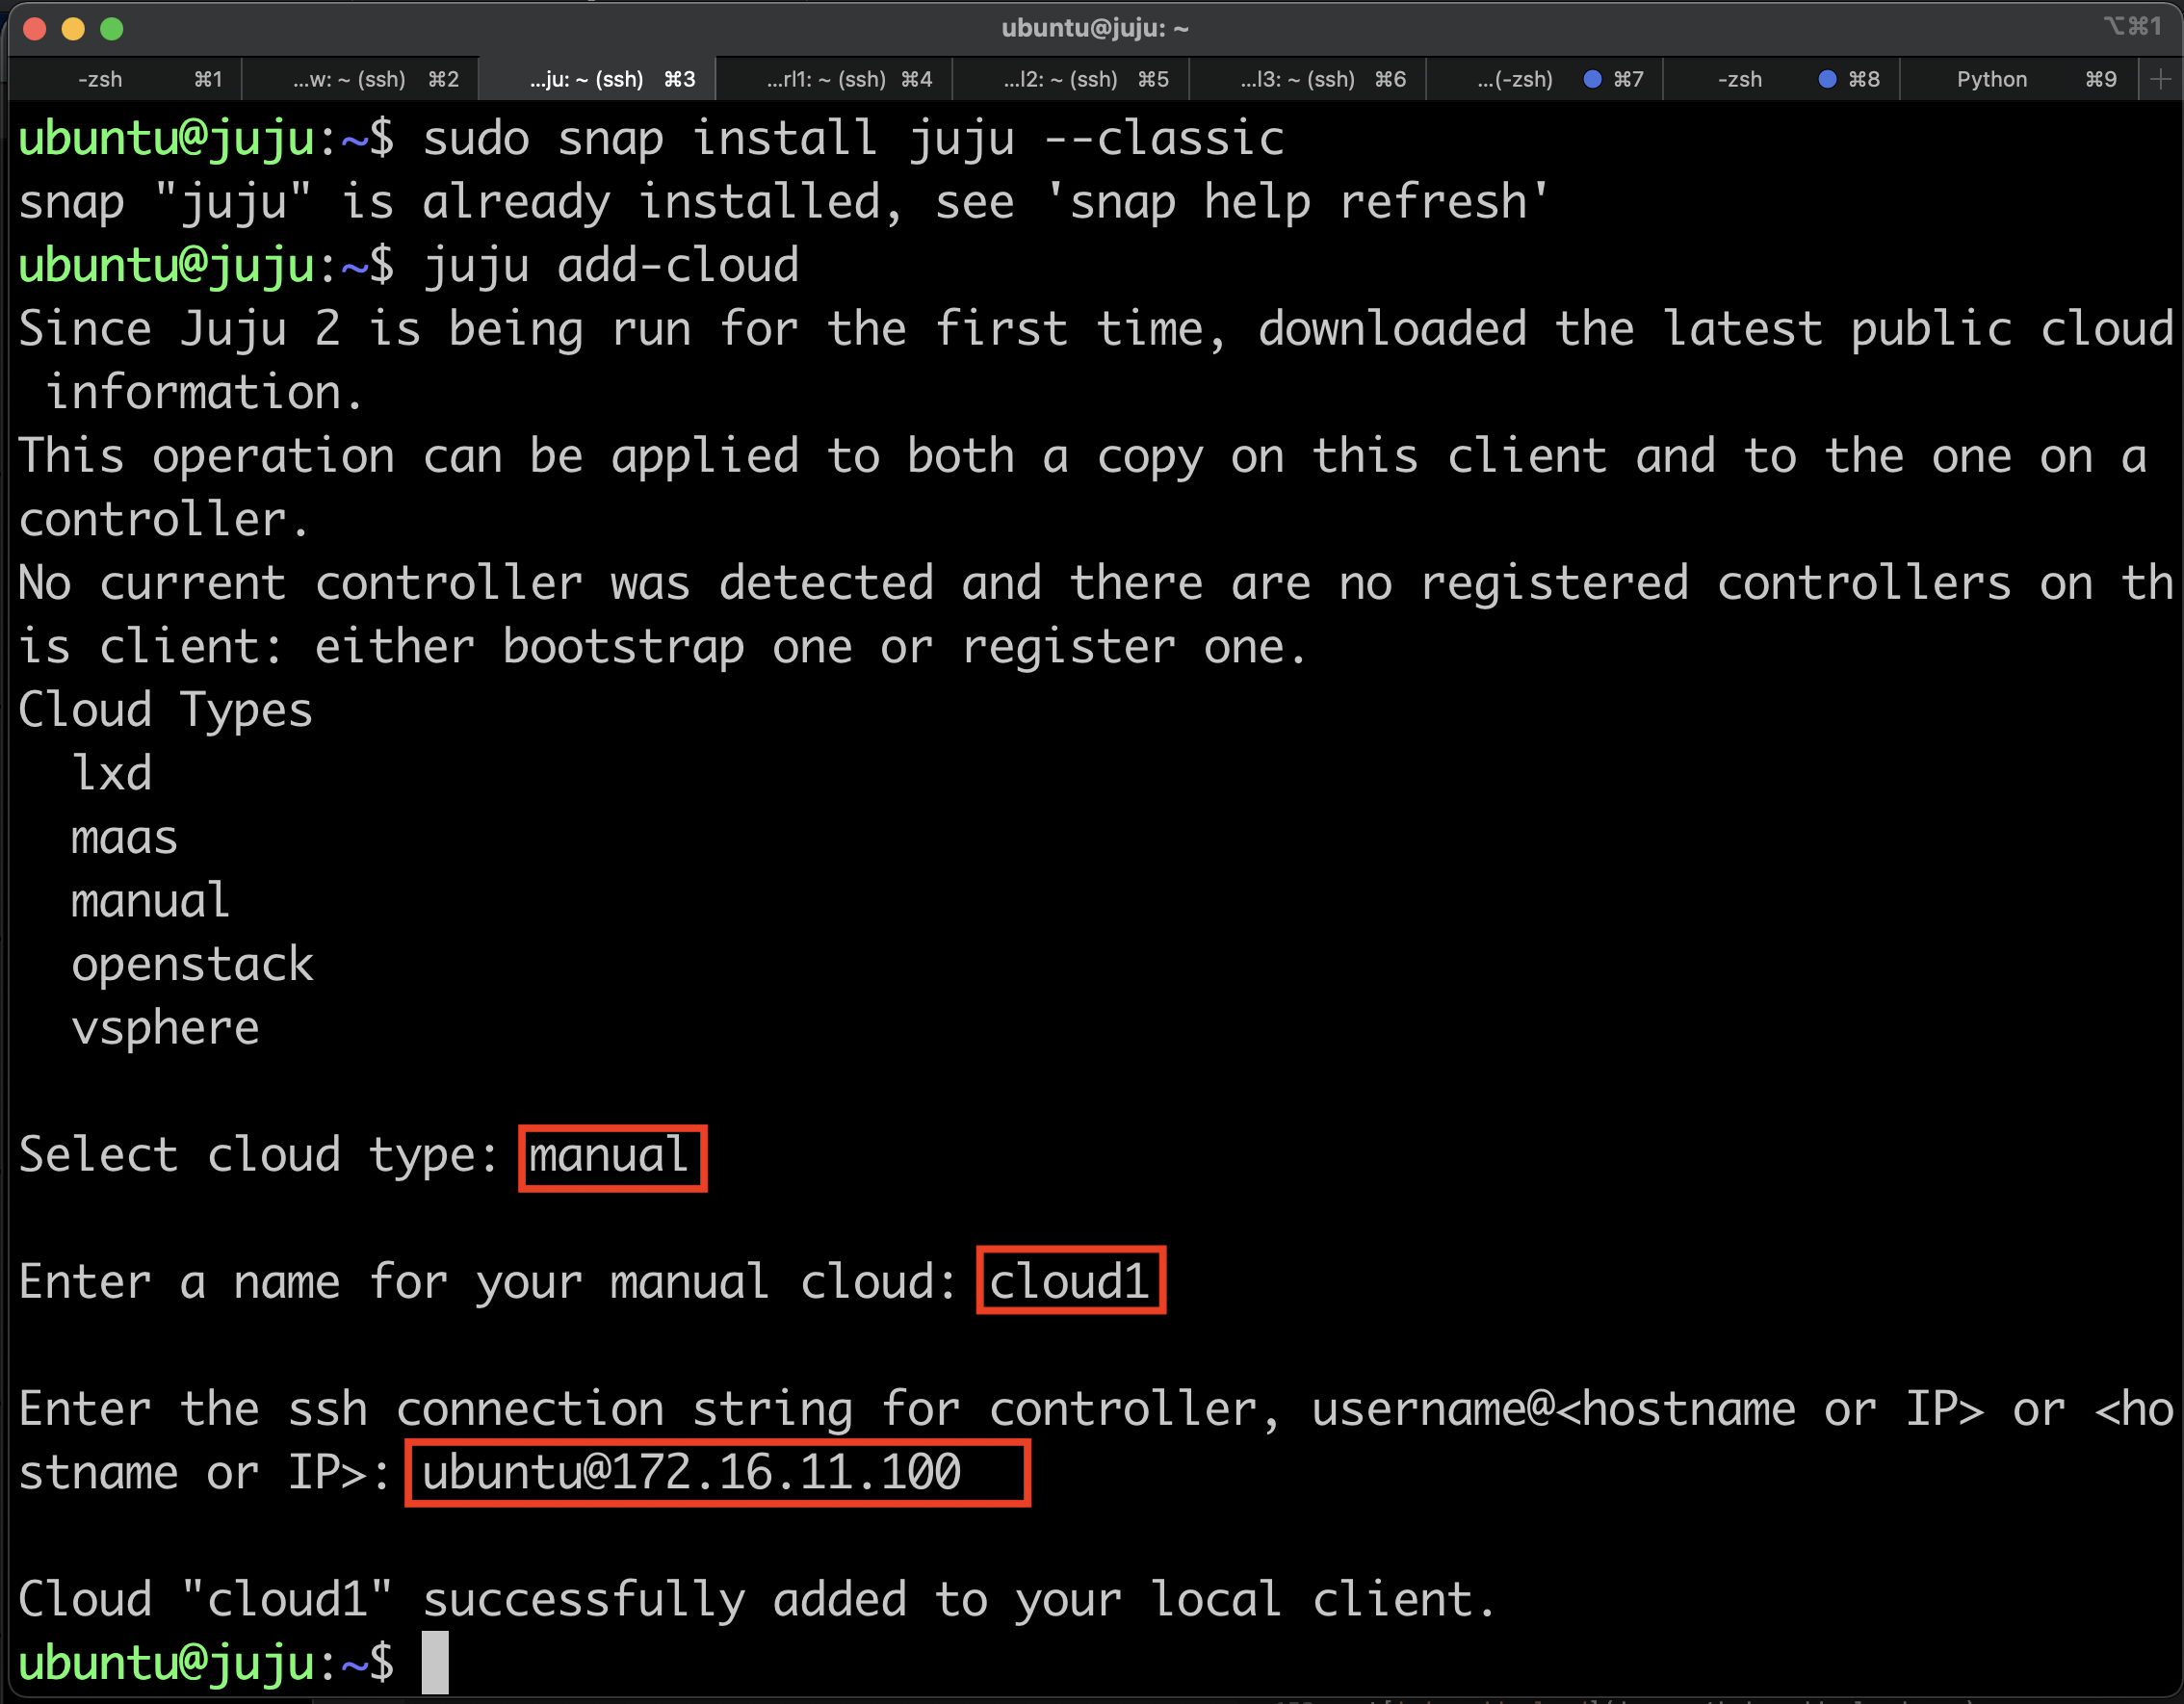 ubuntu@juju: ~
⌥⌘1
-zsh ⌘1 ...w: ~ (ssh) ⌘2 ...ju: ~ (ssh) ⌘3 ...rl1: ~ (ssh) ⌘4 ...l2: ~ (ssh) ⌘5 ...l3: ~ (ssh) ⌘6 ...(-zsh) ⌘7 -zsh ⌘8 Python ⌘9
ubuntu@juju:~$ sudo snap install juju --classic
snap "juju" is already installed, see 'snap help refresh'
ubuntu@juju:~$ juju add-cloud
Since Juju 2 is being run for the first time, downloaded the latest public cloud
 information.
This operation can be applied to both a copy on this client and to the one on a
controller.
No current controller was detected and there are no registered controllers on th
is client: either bootstrap one or register one.
Cloud Types
  lxd
  maas
  manual
  openstack
  vsphere
Select cloud type: manual
Enter a name for your manual cloud: cloud1
Enter the ssh connection string for controller, username@<hostname or IP> or <ho
stname or IP>: ubuntu@172.16.11.100
Cloud "cloud1" successfully added to your local client.
ubuntu@juju:~$